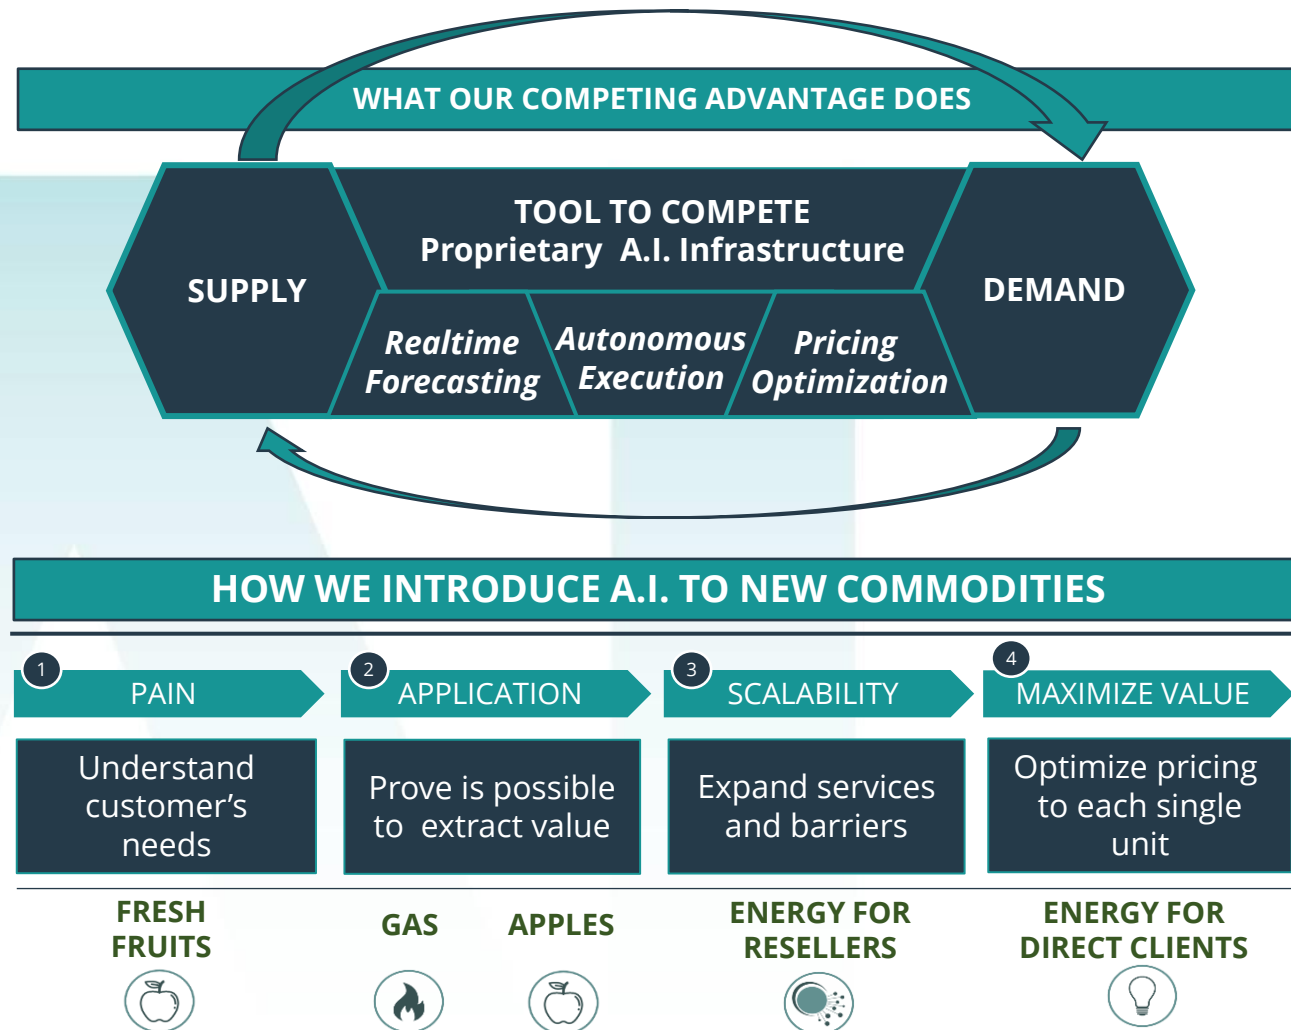 WHAT OUR COMPETING ADVANTAGE DOES
TOOL TO COMPETE
Proprietary A.I. Infrastructure
SUPPLY
DEMAND
Realtime
Forecasting
Autonomous
Execution
Pricing
Optimization
HOW WE INTRODUCE A.I. TO NEW COMMODITIES
1
PAIN
2
APPLICATION
3
SCALABILITY
4
MAXIMIZE VALUE
Understand
customer’s
needs
Prove is possible
to extract value
Expand services
and barriers
Optimize pricing
to each single
unit
FRESH
FRUITS
GAS
APPLES
ENERGY FOR
RESELLERS
ENERGY FOR
DIRECT CLIENTS